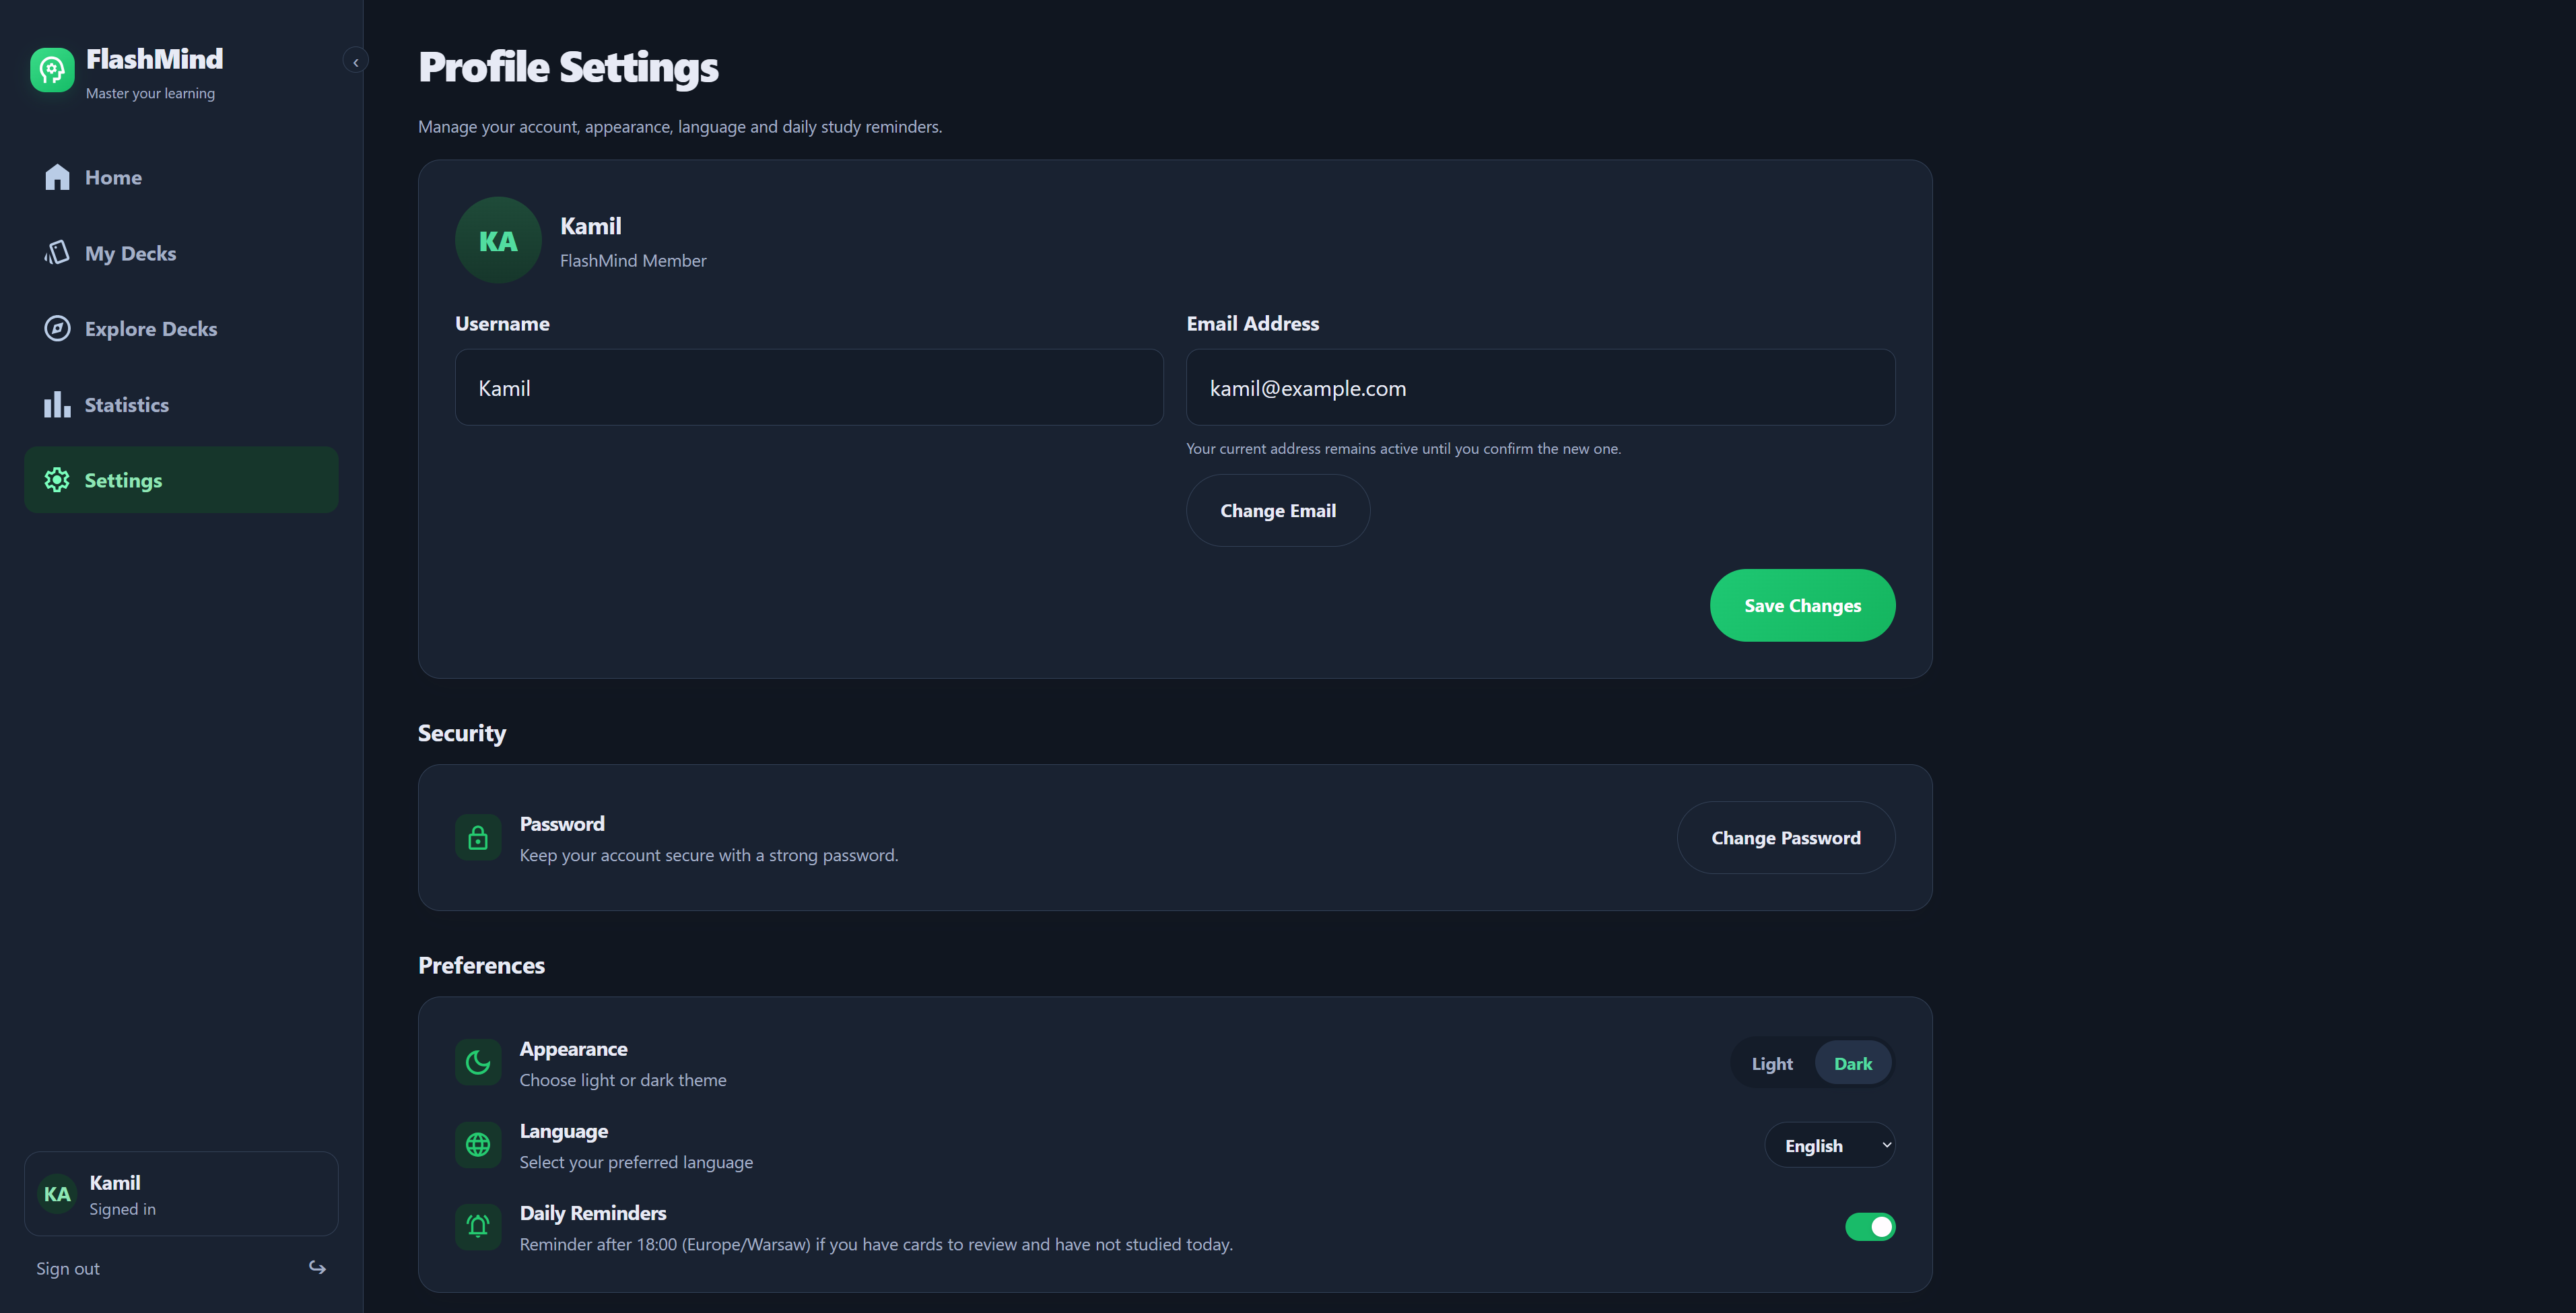 FlashMind
Master your learning
Home
My Decks
Explore Decks
Statistics
Settings
KA
Kamil
Signed in
Sign out
Profile Settings
Manage your account, appearance, language and daily study reminders.
KA
Kamil
FlashMind Member
Username
Kamil
Email Address
kamil@example.com
Your current address remains active until you confirm the new one.
Change Email
Save Changes
Security
Password
Keep your account secure with a strong password.
Change Password
Preferences
Appearance
Choose light or dark theme
Light Dark
Language
Select your preferred language
English
Daily Reminders
Reminder after 18:00 (Europe/Warsaw) if you have cards to review and have not studied today.